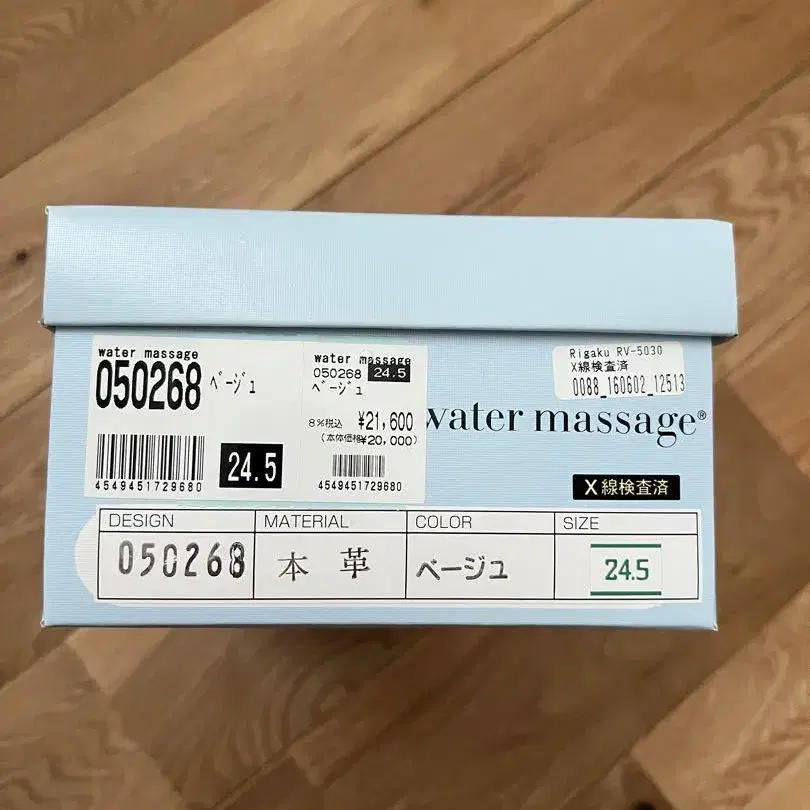 water massage
050268 ベージュ
24.5
4549451729680
water massage
050268 24.5
ベージュ
8%税込 ¥21,600
(本体価格¥20,000)
4549451729680
Rigaku RV-5030
X線検査済
0088_160602_12513
water massage®
X線検査済
DESIGN MATERIAL COLOR SIZE
050268 本革 ベージュ 24.5